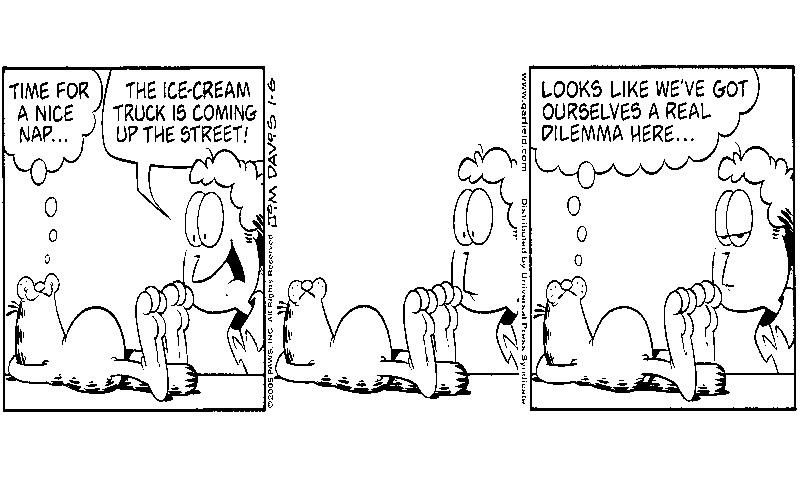 TIME FOR
A NICE
NAP...
THE ICE-CREAM
TRUCK IS COMING
UP THE STREET!
JIM DAVIS 1-6
©2005 PAWS, INC. All Rights Reserved
www.garfield.com
Distributed by Universal Press Syndicate
LOOKS LIKE WE'VE GOT
OURSELVES A REAL
DILEMMA HERE...